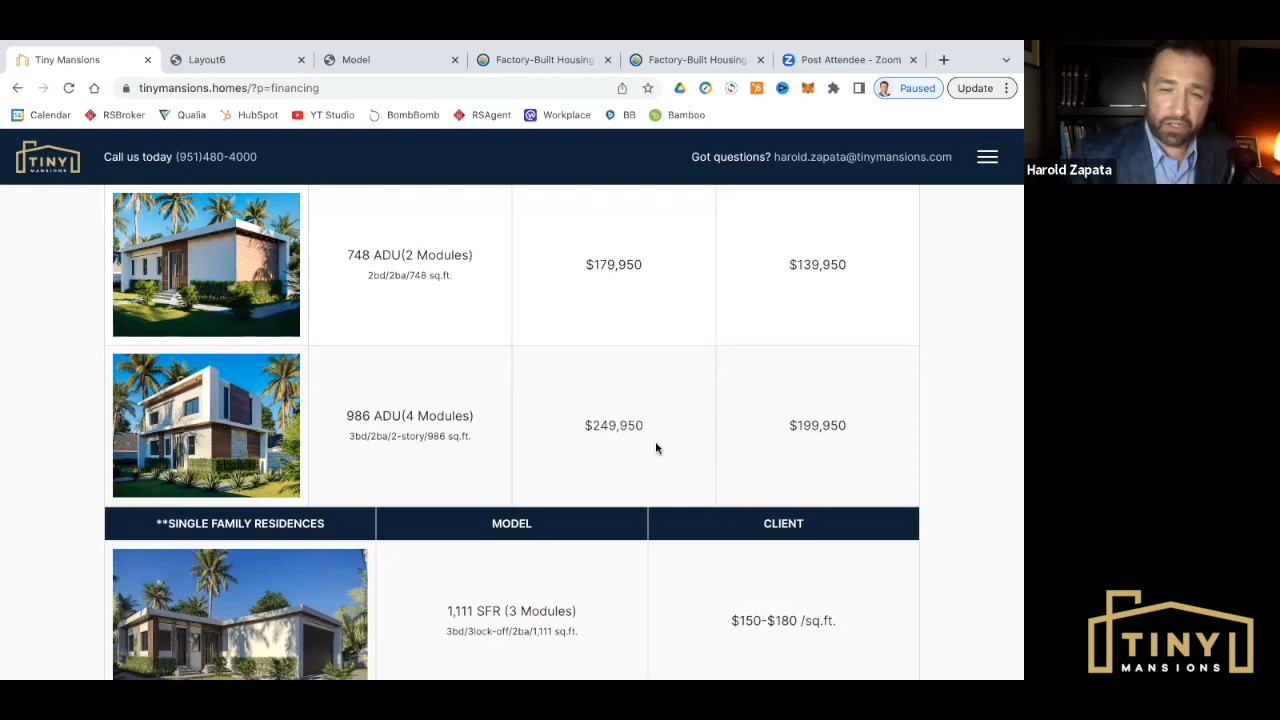 Tiny Mansions
Layout6
Model
Factory-Built Housing
Factory-Built Housing
Post Attendee - Zoom
tinymansions.homes/?p=financing
Paused
Update
Calendar
RSBroker
Qualia
HubSpot
YT Studio
BombBomb
RSAgent
Workplace
BB
Bamboo
TINY
MANSIONS
Call us today (951)480-4000
Got questions? harold.zapata@tinymansions.com
Harold Zapata
748 ADU(2 Modules)
2bd/2ba/748 sq.ft.
$179,950
$139,950
986 ADU(4 Modules)
3bd/2ba/2-story/986 sq.ft.
$249,950
$199,950
**SINGLE FAMILY RESIDENCES
MODEL
CLIENT
1,111 SFR (3 Modules)
3bd/3lock-off/2ba/1,111 sq.ft.
$150-$180 /sq.ft.
TINY
MANSIONS